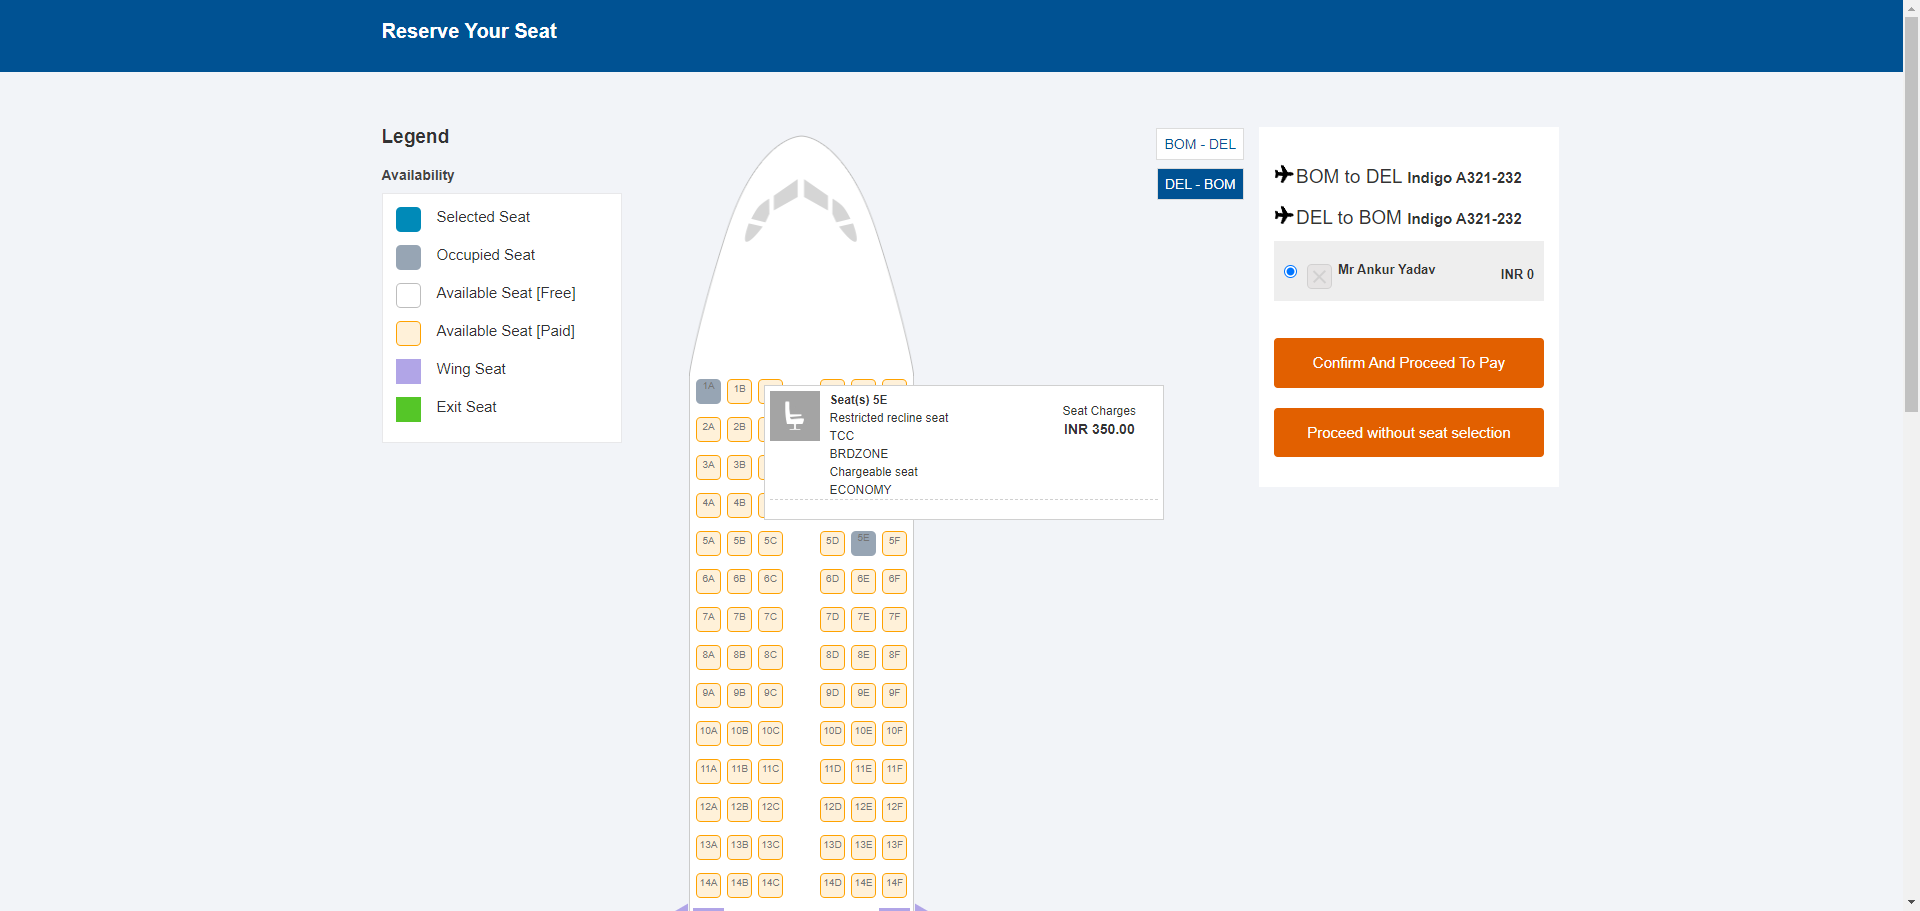 Reserve Your Seat
Legend
Availability
Selected Seat
Occupied Seat
Available Seat [Free]
Available Seat [Paid]
Wing Seat
Exit Seat
BOM - DEL
DEL - BOM
BOM to DEL Indigo A321-232
DEL to BOM Indigo A321-232
Mr Ankur Yadav INR 0
Confirm And Proceed To Pay
Proceed without seat selection
1A 1B
2A 2B
3A 3B
4A 4B
Seat(s) 5E
Restricted recline seat
TCC
BRDZONE
Chargeable seat
ECONOMY
Seat Charges
INR 350.00
5A 5B 5C 5D 5E 5F
6A 6B 6C 6D 6E 6F
7A 7B 7C 7D 7E 7F
8A 8B 8C 8D 8E 8F
9A 9B 9C 9D 9E 9F
10A 10B 10C 10D 10E 10F
11A 11B 11C 11D 11E 11F
12A 12B 12C 12D 12E 12F
13A 13B 13C 13D 13E 13F
14A 14B 14C 14D 14E 14F